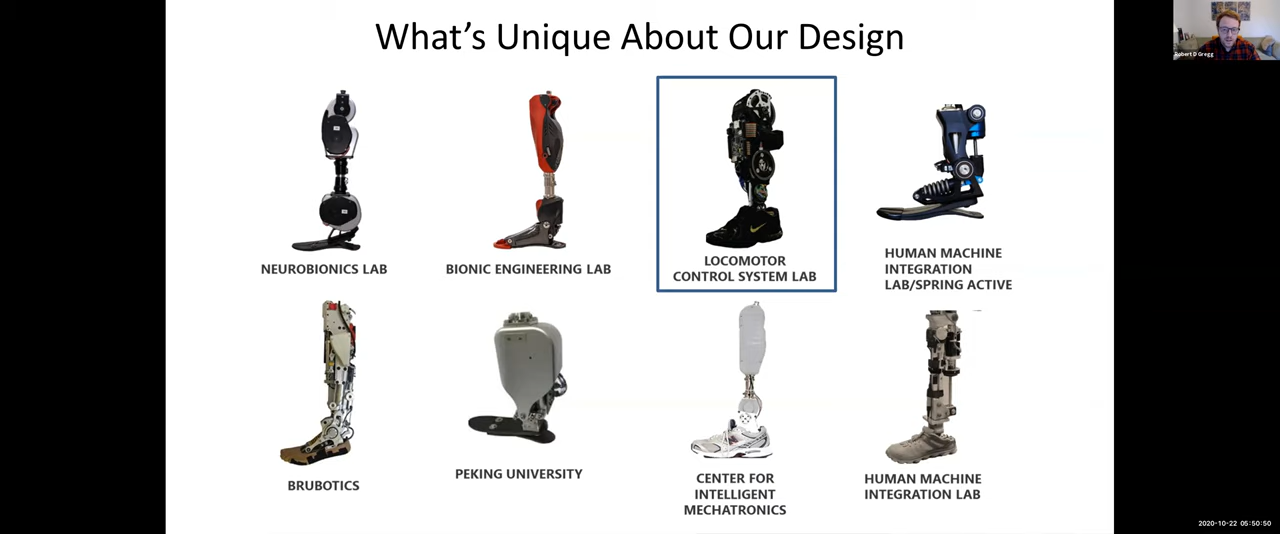 What's Unique About Our Design
Robert D Gregg
NEUROBIONICS LAB
BIONIC ENGINEERING LAB
LOCOMOTOR
CONTROL SYSTEM LAB
HUMAN MACHINE
INTEGRATION
LAB/SPRING ACTIVE
BRUBOTICS
PEKING UNIVERSITY
CENTER FOR
INTELLIGENT
MECHATRONICS
HUMAN MACHINE
INTEGRATION LAB
2020-10-22 05:50:50